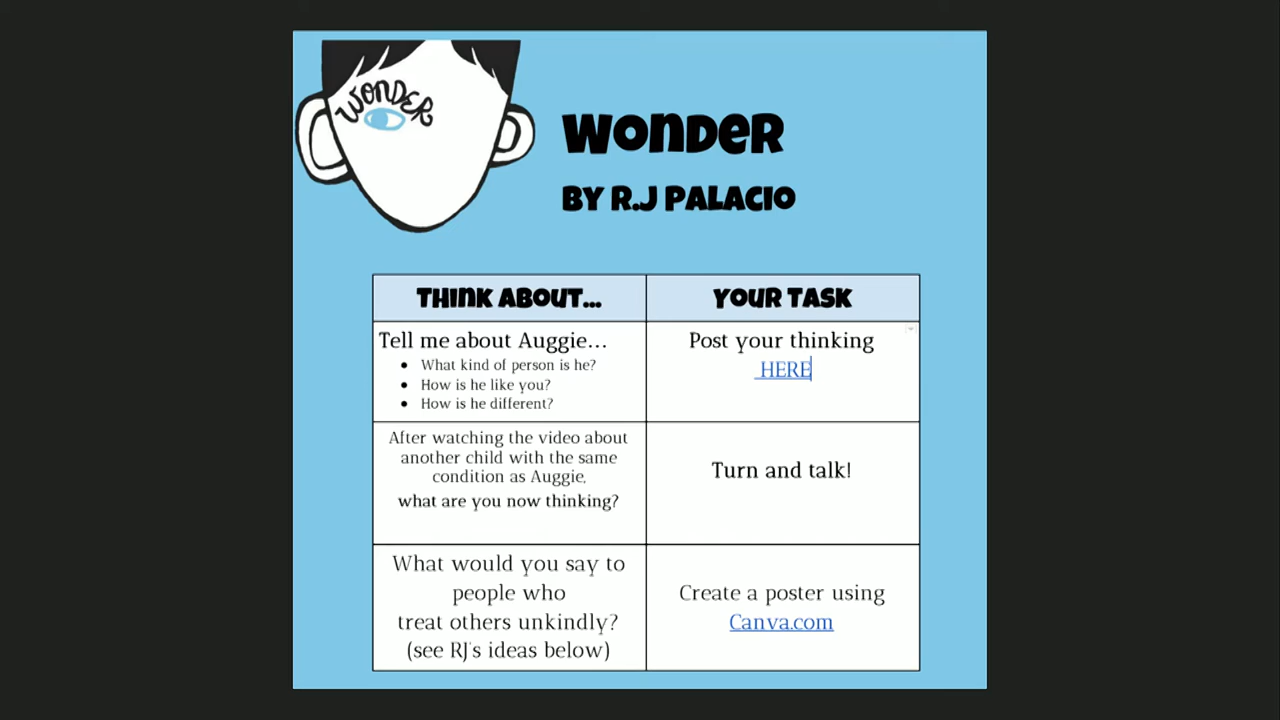 WONDER
WONDER
BY R.J PALACIO
THINK ABOUT...
YOUR TASK
Tell me about Auggie...
• What kind of person is he?
• How is he like you?
• How is he different?
Post your thinking
HERE
After watching the video about
another child with the same
condition as Auggie,
what are you now thinking?
Turn and talk!
What would you say to
people who
treat others unkindly?
(see RJ's ideas below)
Create a poster using
Canva.com